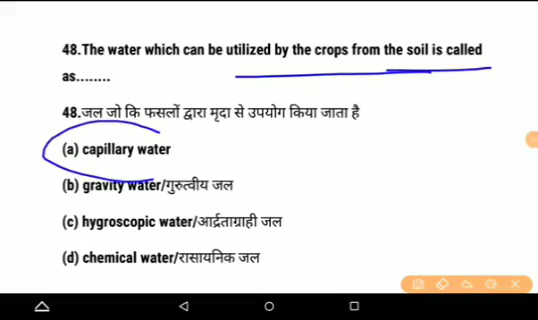 48.The water which can be utilized by the crops from the soil is called
as........
48.जल जो कि फसलों द्वारा मृदा से उपयोग किया जाता है
(a) capillary water
(b) gravity water/गुरुत्वीय जल
(c) hygroscopic water/आर्द्रताग्राही जल
(d) chemical water/रासायनिक जल